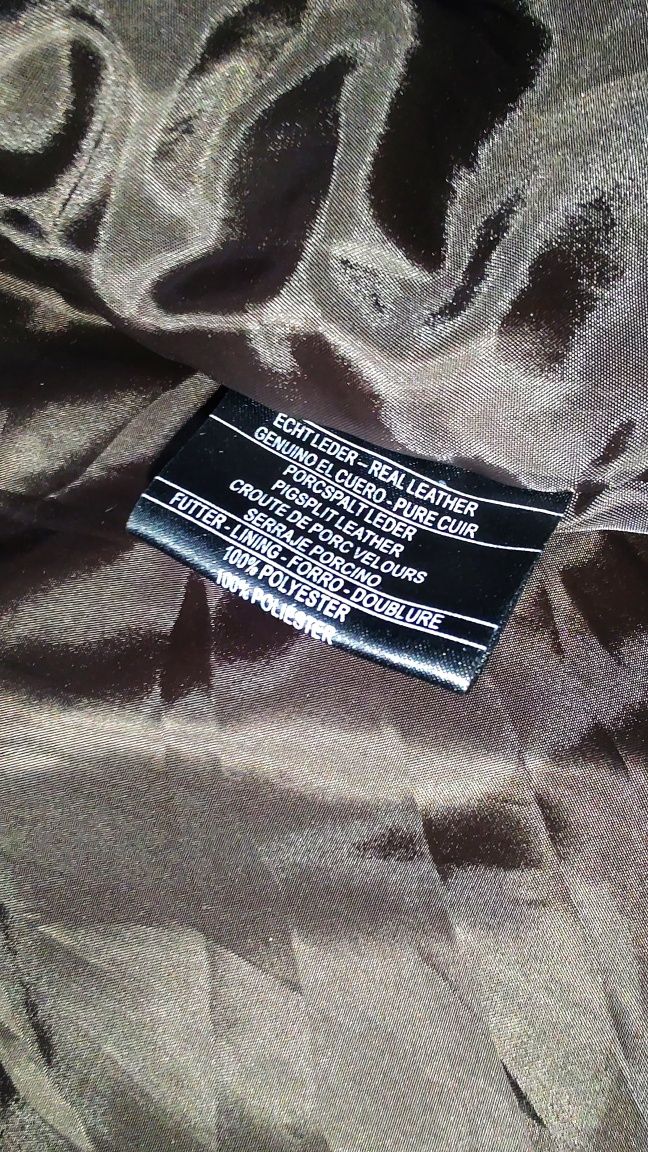 ECHT LEDER - REAL LEATHER
GENUINO EL CUERO - PURE CUIR
PORCSPALT LEDER
PIGSPLIT LEATHER
CROUTE DE PORC VELOURS
SERRAJE PORCINO
FUTTER - LINING - FORRO - DOUBLURE
100% POLYESTER
100% POLIESTER